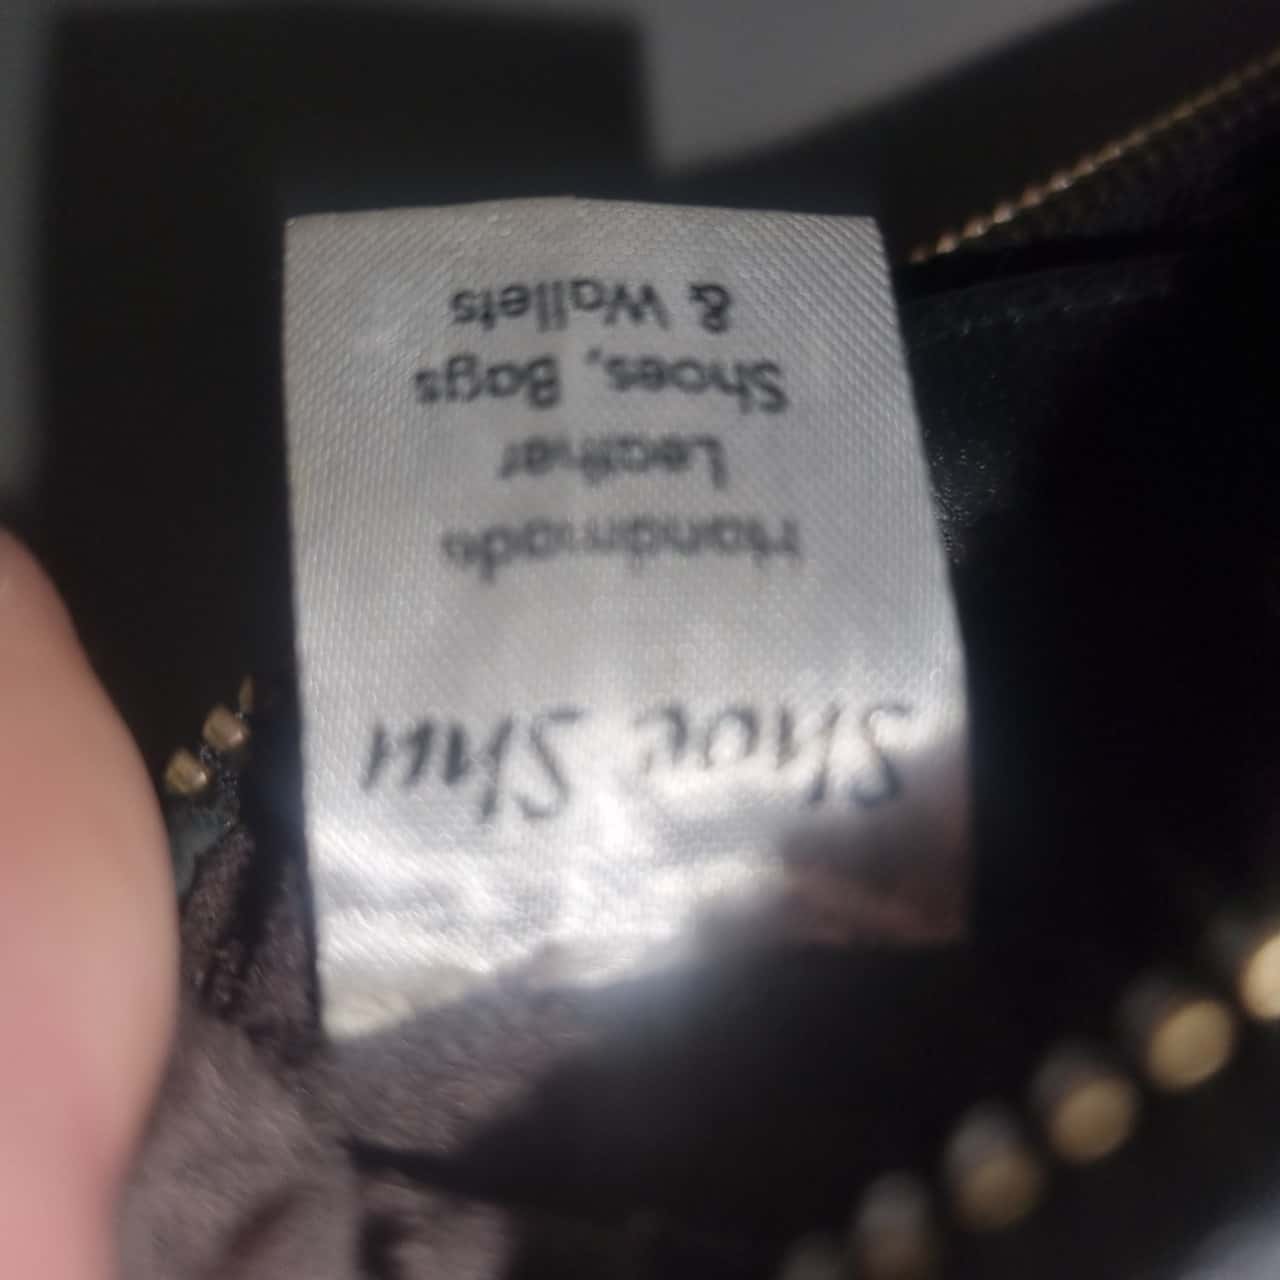 Shoe Shu
Handmade
Leather
Shoes, Bags
& Wallets